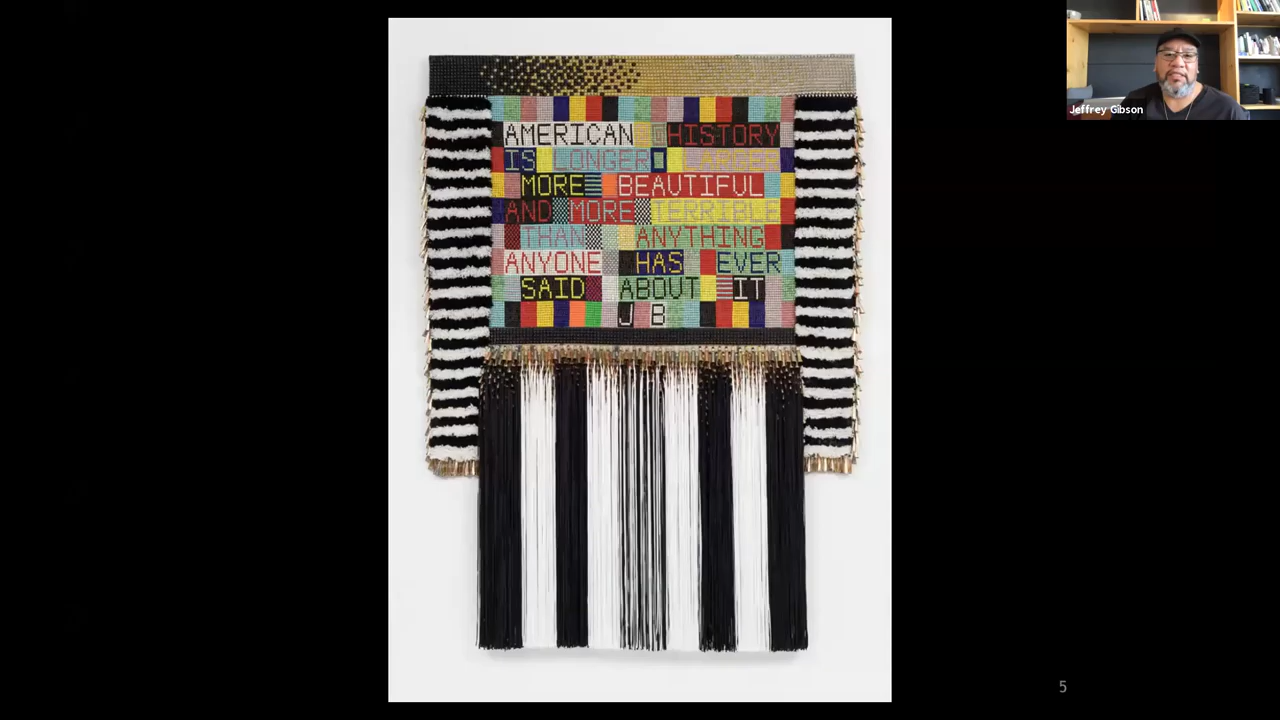 AMERICAN HISTORY
IS LONGER LARGER
MORE BEAUTIFUL
AND MORE TERRIBLE
THAN ANYTHING
ANYONE HAS EVER
SAID ABOUT IT
J B
Jeffrey Gibson
5